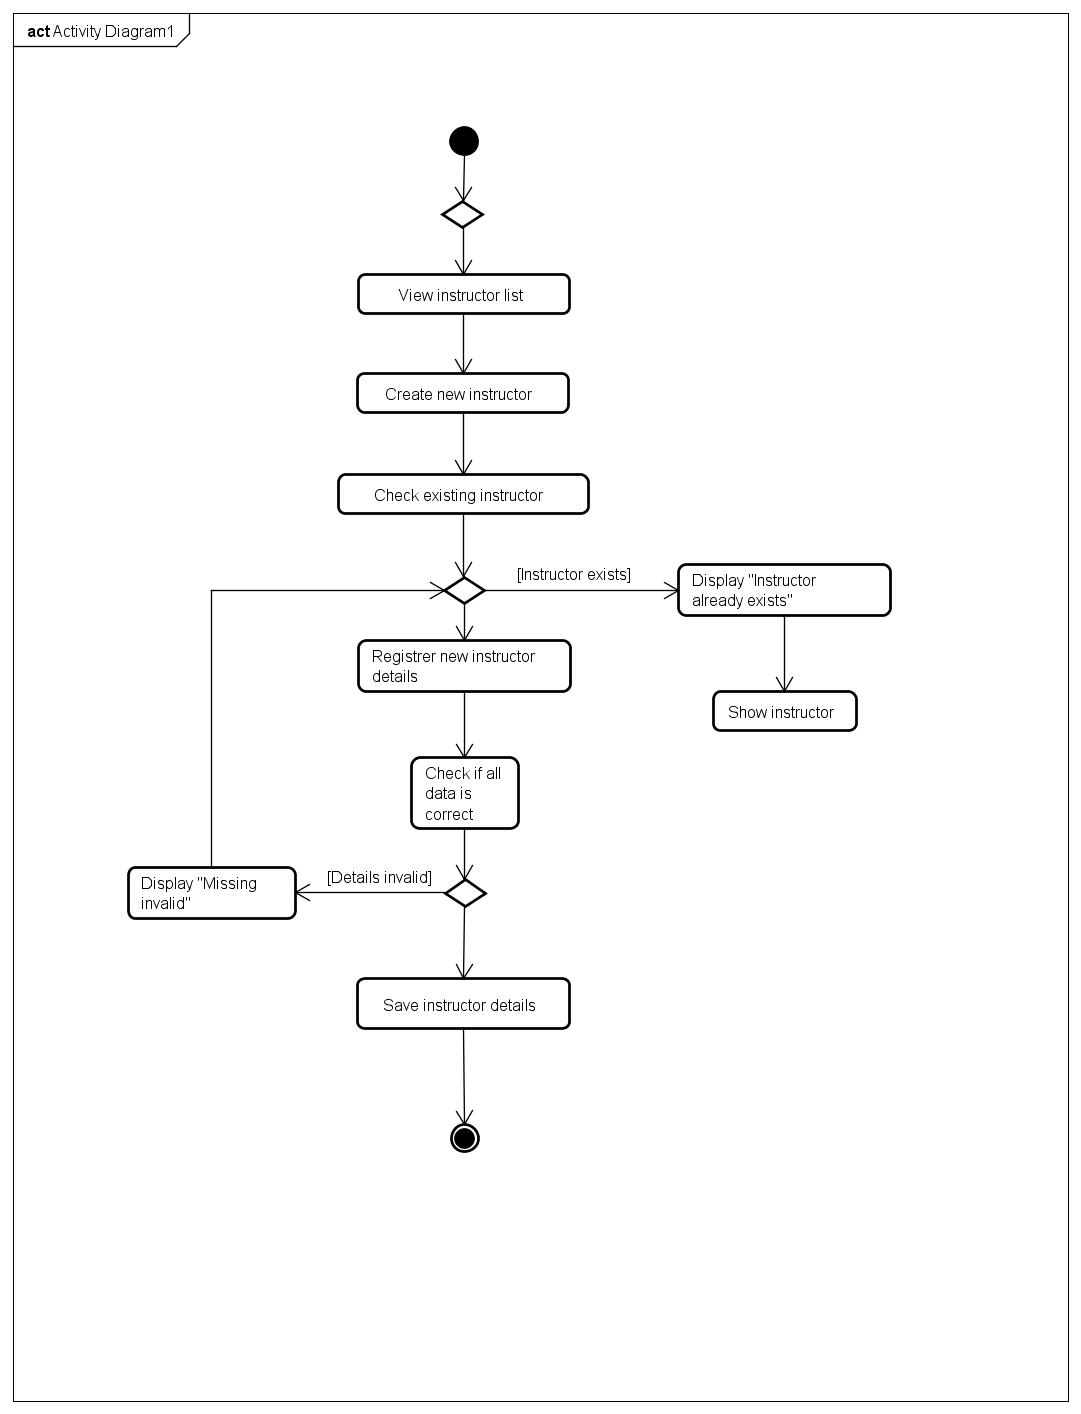 act Activity Diagram1
View instructor list
Create new instructor
Check existing instructor
[Instructor exists]
Display "Instructor
already exists"
Registrer new instructor
details
Show instructor
Check if all
data is
correct
[Details invalid]
Display "Missing
invalid"
Save instructor details